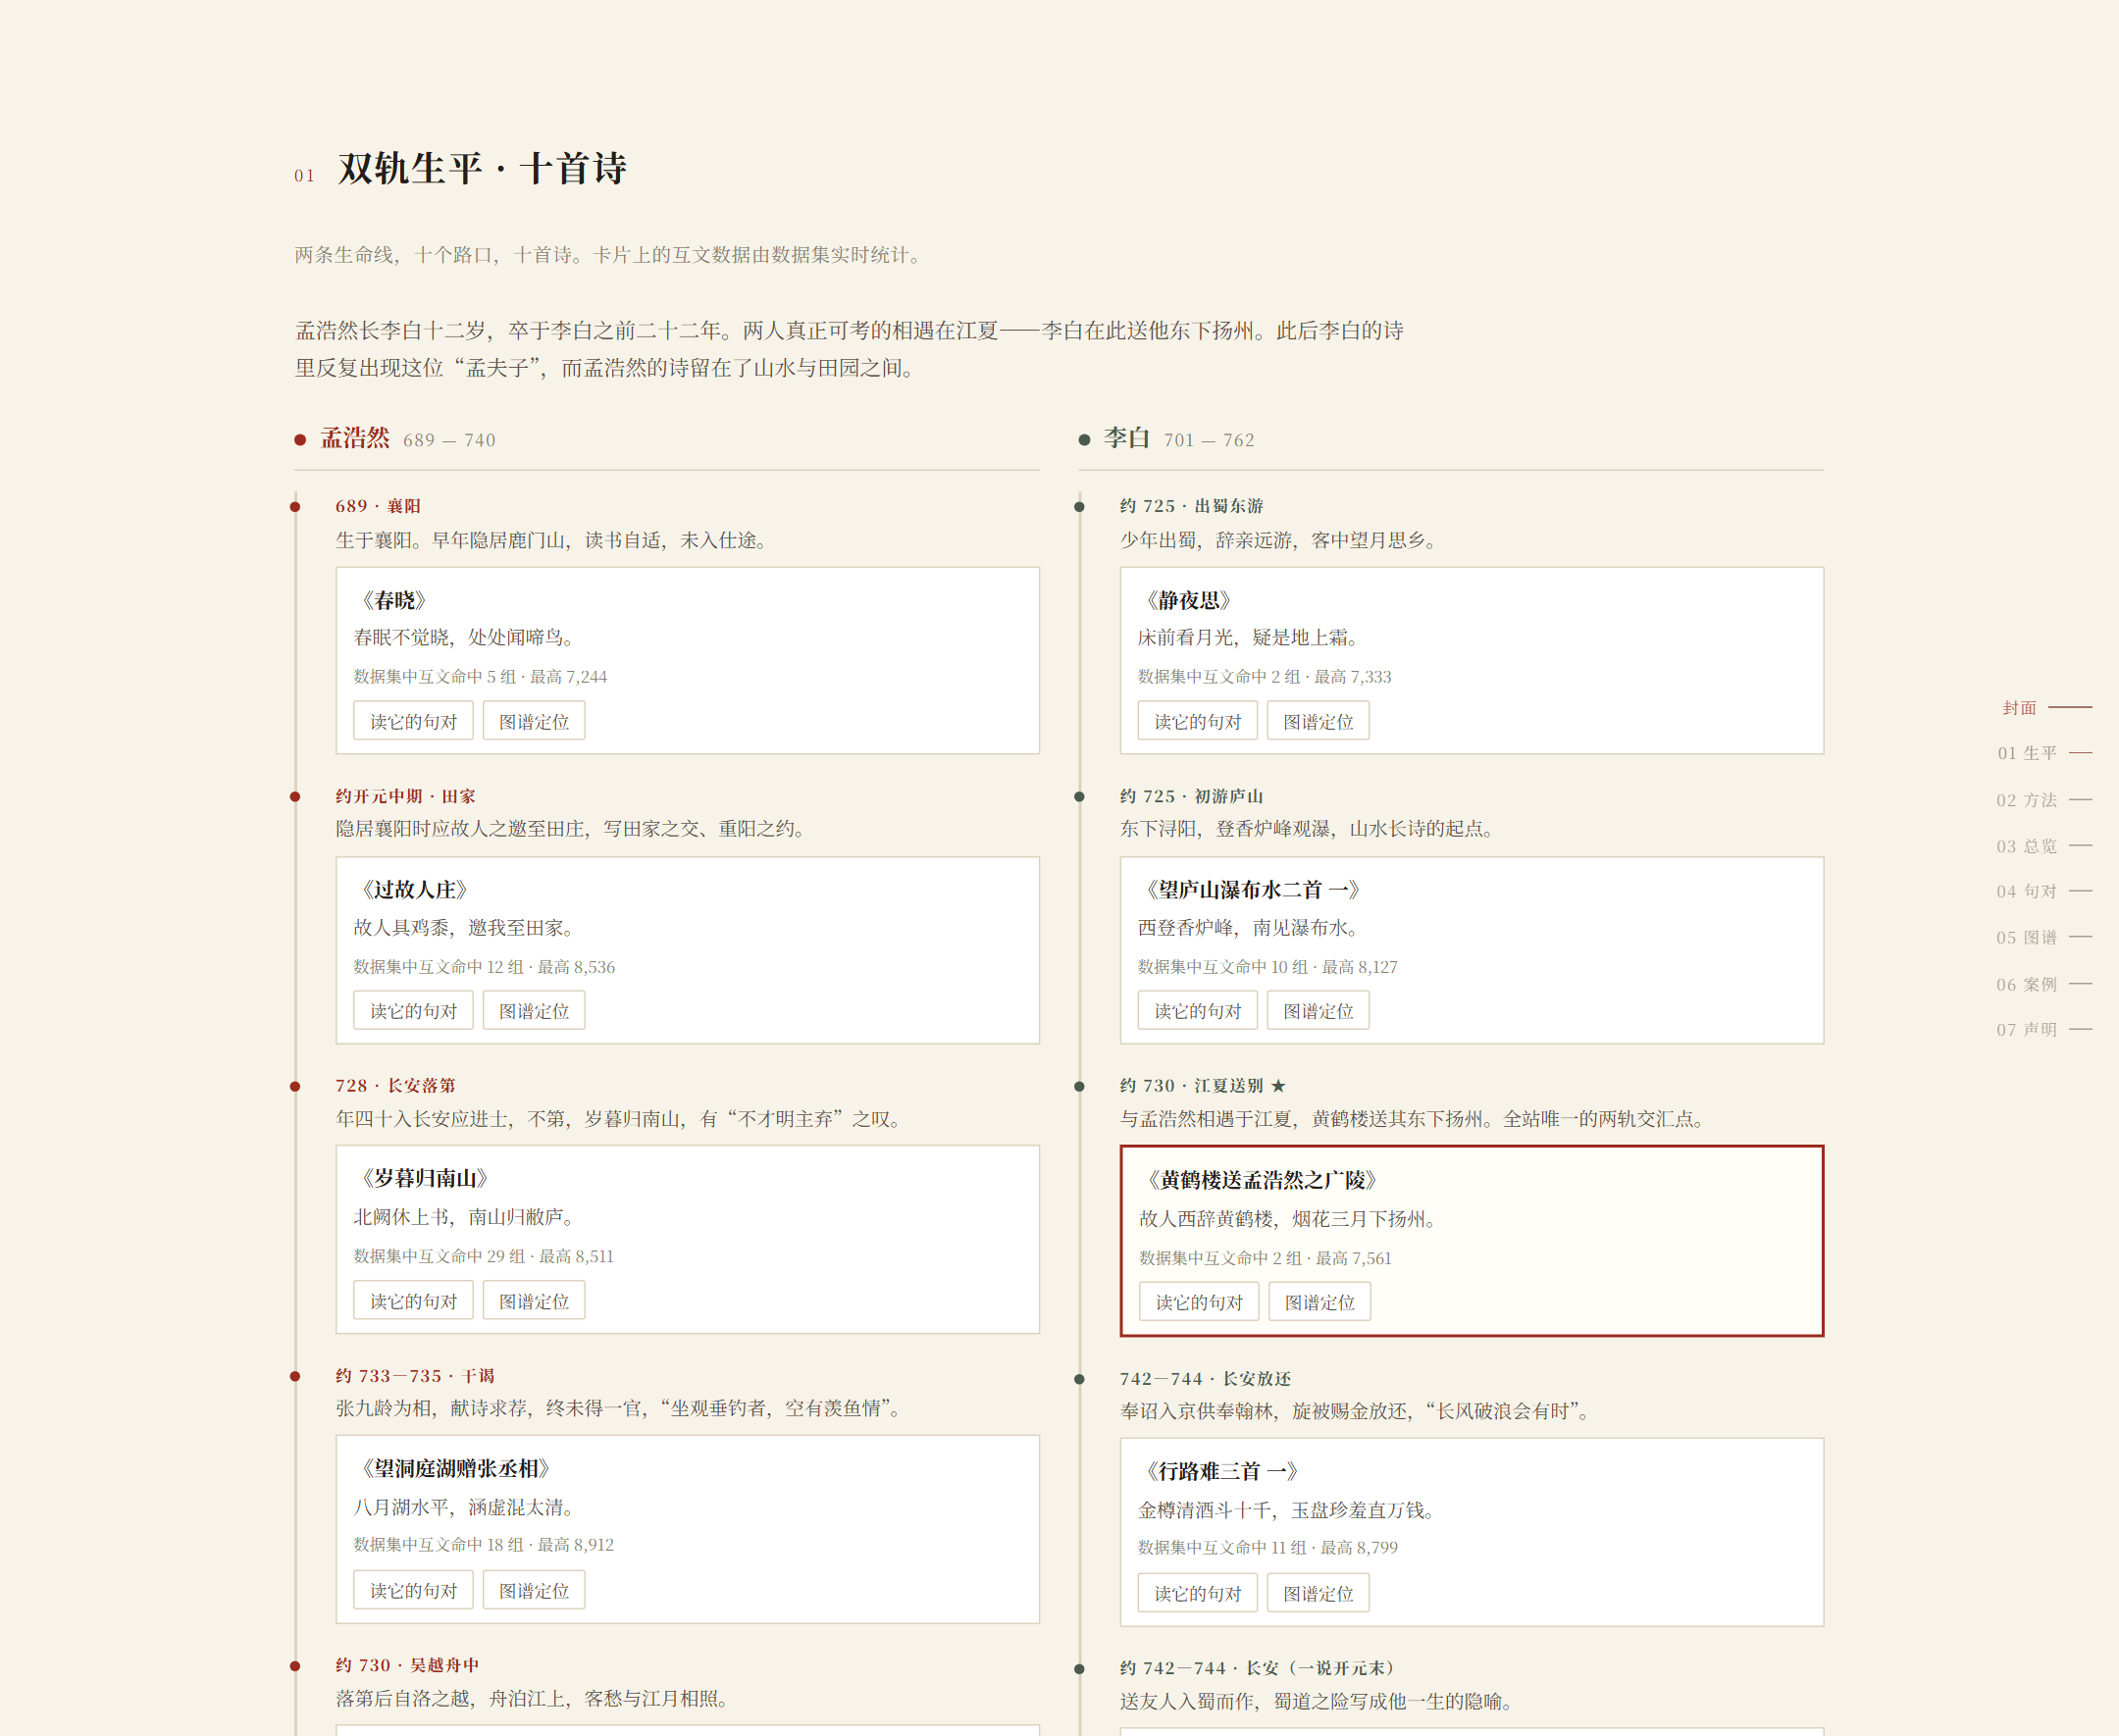 01 双轨生平 · 十首诗
两条生命线，十个路口，十首诗。卡片上的互文数据由数据集实时统计。
孟浩然长李白十二岁，卒于李白之前二十二年。两人真正可考的相遇在江夏——李白在此送他东下扬州。此后李白的诗
里反复出现这位“孟夫子”，而孟浩然的诗留在了山水与田园之间。
孟浩然 689 — 740
689 · 襄阳
生于襄阳。早年隐居鹿门山，读书自适，未入仕途。
《春晓》
春眠不觉晓，处处闻啼鸟。
数据集中互文命中 5 组 · 最高 7,244
读它的句对 图谱定位
约开元中期 · 田家
隐居襄阳时应故人之邀至田庄，写田家之交、重阳之约。
《过故人庄》
故人具鸡黍，邀我至田家。
数据集中互文命中 12 组 · 最高 8,536
读它的句对 图谱定位
728 · 长安落第
年四十入长安应进士，不第，岁暮归南山，有“不才明主弃”之叹。
《岁暮归南山》
北阙休上书，南山归敝庐。
数据集中互文命中 29 组 · 最高 8,511
读它的句对 图谱定位
约 733—735 · 干谒
张九龄为相，献诗求荐，终未得一官，“坐观垂钓者，空有羡鱼情”。
《望洞庭湖赠张丞相》
八月湖水平，涵虚混太清。
数据集中互文命中 18 组 · 最高 8,912
读它的句对 图谱定位
约 730 · 吴越舟中
落第后自洛之越，舟泊江上，客愁与江月相照。
李白 701 — 762
约 725 · 出蜀东游
少年出蜀，辞亲远游，客中望月思乡。
《静夜思》
床前看月光，疑是地上霜。
数据集中互文命中 2 组 · 最高 7,333
读它的句对 图谱定位
约 725 · 初游庐山
东下浔阳，登香炉峰观瀑，山水长诗的起点。
《望庐山瀑布水二首 一》
西登香炉峰，南见瀑布水。
数据集中互文命中 10 组 · 最高 8,127
读它的句对 图谱定位
约 730 · 江夏送别 ★
与孟浩然相遇于江夏，黄鹤楼送其东下扬州。全站唯一的两轨交汇点。
《黄鹤楼送孟浩然之广陵》
故人西辞黄鹤楼，烟花三月下扬州。
数据集中互文命中 2 组 · 最高 7,561
读它的句对 图谱定位
742—744 · 长安放还
奉诏入京供奉翰林，旋被赐金放还，“长风破浪会有时”。
《行路难三首 一》
金樽清酒斗十千，玉盘珍羞直万钱。
数据集中互文命中 11 组 · 最高 8,799
读它的句对 图谱定位
约 742—744 · 长安（一说开元末）
送友人入蜀而作，蜀道之险写成他一生的隐喻。
封面
01 生平
02 方法
03 总览
04 句对
05 图谱
06 案例
07 声明